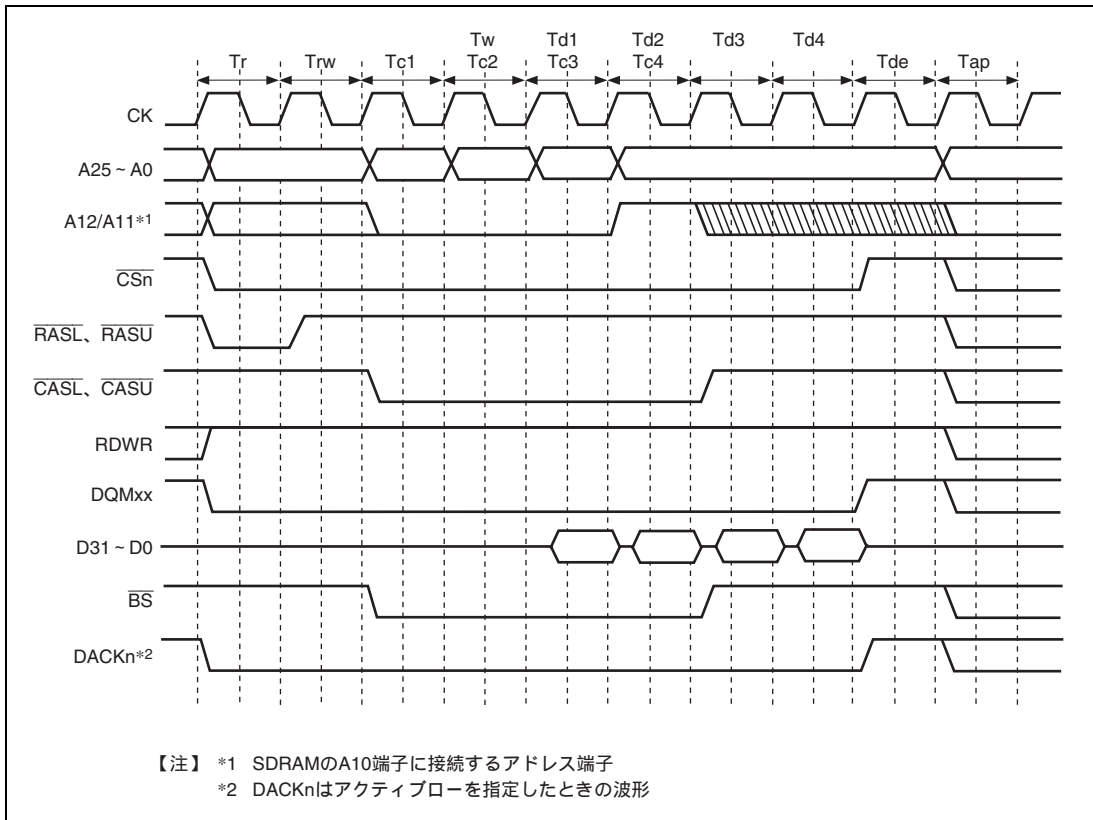 Tw Td1 Td2 Td3 Td4
Tr Trw Tc1 Tc2 Tc3 Tc4 Tde Tap
CK
A25 ~ A0
A12/A11*1
CSn
RASL、RASU
CASL、CASU
RDWR
DQMxx
D31 ~ D0
BS
DACKn*2
【注】 *1 SDRAMのA10端子に接続するアドレス端子
*2 DACKnはアクティブローを指定したときの波形